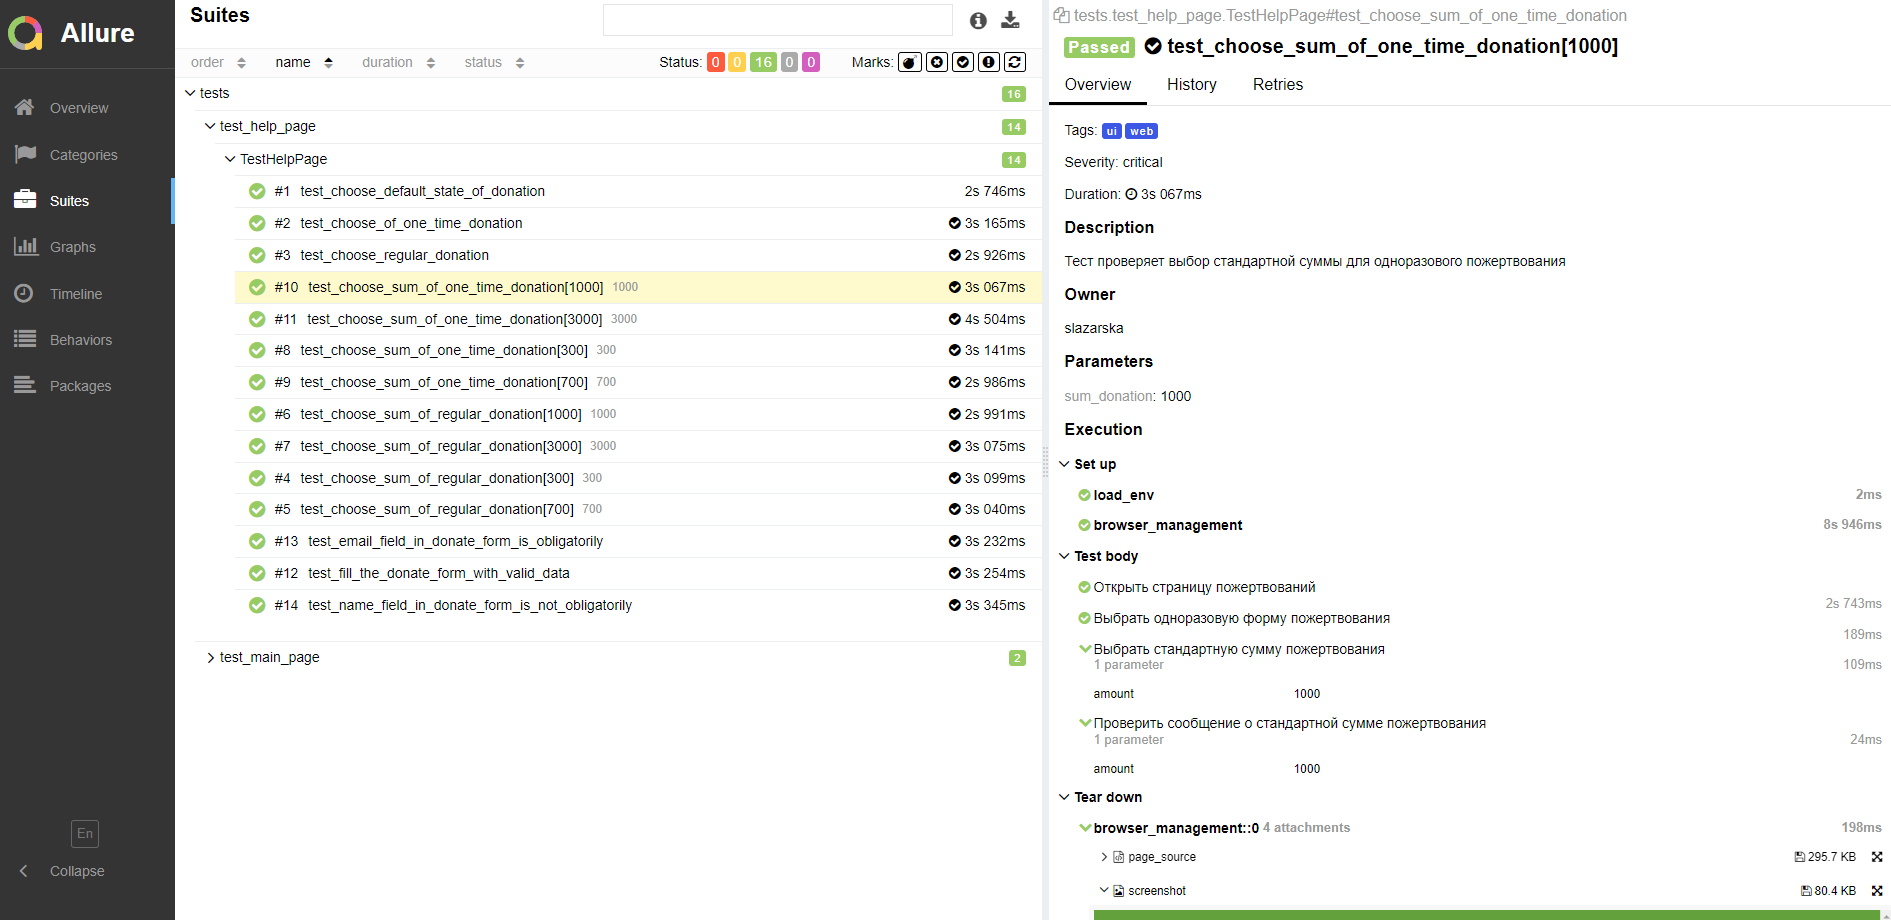 Allure
Overview
Categories
Suites
Graphs
Timeline
Behaviors
Packages
En
Collapse
Suites
order name duration status Status: 0 0 16 0 0 Marks:
tests 16
test_help_page 14
TestHelpPage 14
#1 test_choose_default_state_of_donation 2s 746ms
#2 test_choose_of_one_time_donation 3s 165ms
#3 test_choose_regular_donation 2s 926ms
#10 test_choose_sum_of_one_time_donation[1000] 1000 3s 067ms
#11 test_choose_sum_of_one_time_donation[3000] 3000 4s 504ms
#8 test_choose_sum_of_one_time_donation[300] 300 3s 141ms
#9 test_choose_sum_of_one_time_donation[700] 700 2s 986ms
#6 test_choose_sum_of_regular_donation[1000] 1000 2s 991ms
#7 test_choose_sum_of_regular_donation[3000] 3000 3s 075ms
#4 test_choose_sum_of_regular_donation[300] 300 3s 099ms
#5 test_choose_sum_of_regular_donation[700] 700 3s 040ms
#13 test_email_field_in_donate_form_is_obligatorily 3s 232ms
#12 test_fill_the_donate_form_with_valid_data 3s 254ms
#14 test_name_field_in_donate_form_is_not_obligatorily 3s 345ms
test_main_page 2
tests.test_help_page.TestHelpPage#test_choose_sum_of_one_time_donation
Passed test_choose_sum_of_one_time_donation[1000]
Overview History Retries
Tags: ui web
Severity: critical
Duration: 3s 067ms
Description
Тест проверяет выбор стандартной суммы для одноразового пожертвования
Owner
slazarska
Parameters
sum_donation: 1000
Execution
Set up
load_env 2ms
browser_management 8s 946ms
Test body
Открыть страницу пожертвований
2s 743ms
Выбрать одноразовую форму пожертвования
189ms
Выбрать стандартную сумму пожертвования
1 parameter 109ms
amount 1000
Проверить сообщение о стандартной сумме пожертвования
1 parameter 24ms
amount 1000
Tear down
browser_management::0 4 attachments 198ms
page_source 295.7 KB
screenshot 80.4 KB